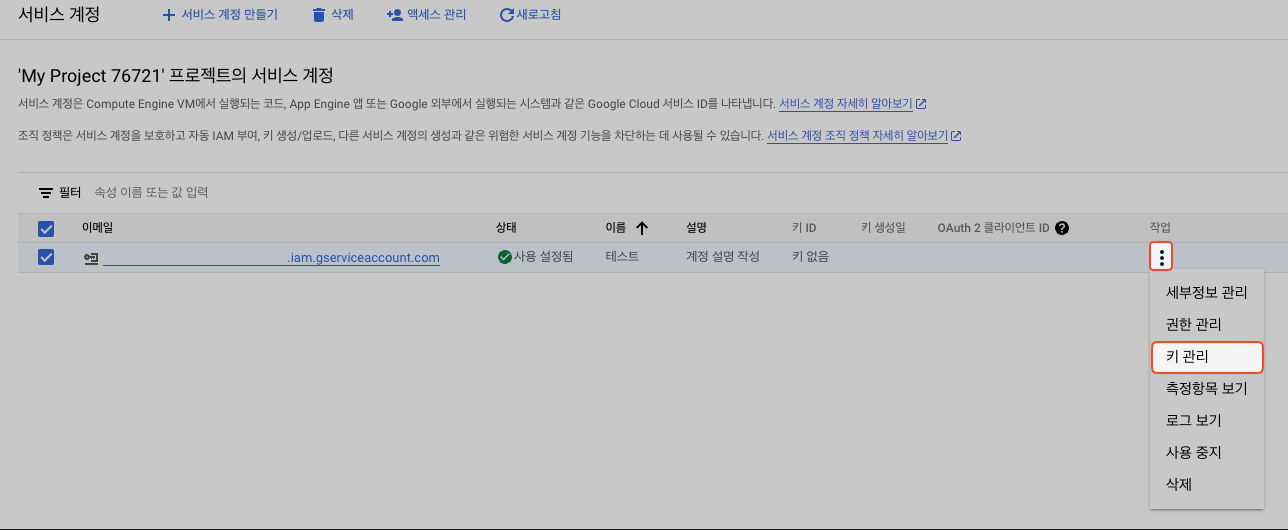 서비스 계정 서비스 계정 만들기 삭제 액세스 관리 새로고침
'My Project 76721' 프로젝트의 서비스 계정
서비스 계정은 Compute Engine VM에서 실행되는 코드, App Engine 앱 또는 Google 외부에서 실행되는 시스템과 같은 Google Cloud 서비스 ID를 나타냅니다. 서비스 계정 자세히 알아보기
조직 정책은 서비스 계정을 보호하고 자동 IAM 부여, 키 생성/업로드, 다른 서비스 계정의 생성과 같은 위험한 서비스 계정 기능을 차단하는 데 사용될 수 있습니다. 서비스 계정 조직 정책 자세히 알아보기
필터 속성 이름 또는 값 입력
이메일 상태 이름 설명 키 ID 키 생성일 OAuth 2 클라이언트 ID 작업
.iam.gserviceaccount.com 사용 설정됨 테스트 계정 설명 작성 키 없음
세부정보 관리
권한 관리
키 관리
측정항목 보기
로그 보기
사용 중지
삭제